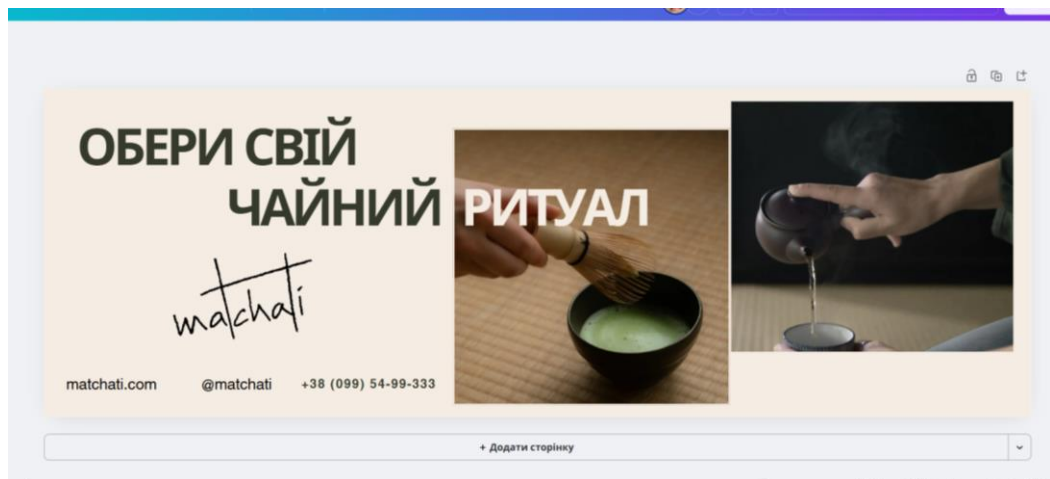 ОБЕРИ СВІЙ
ЧАЙНИЙ РИТУАЛ
matchati
matchati.com @matchati +38 (099) 54-99-333
+ Додати сторінку